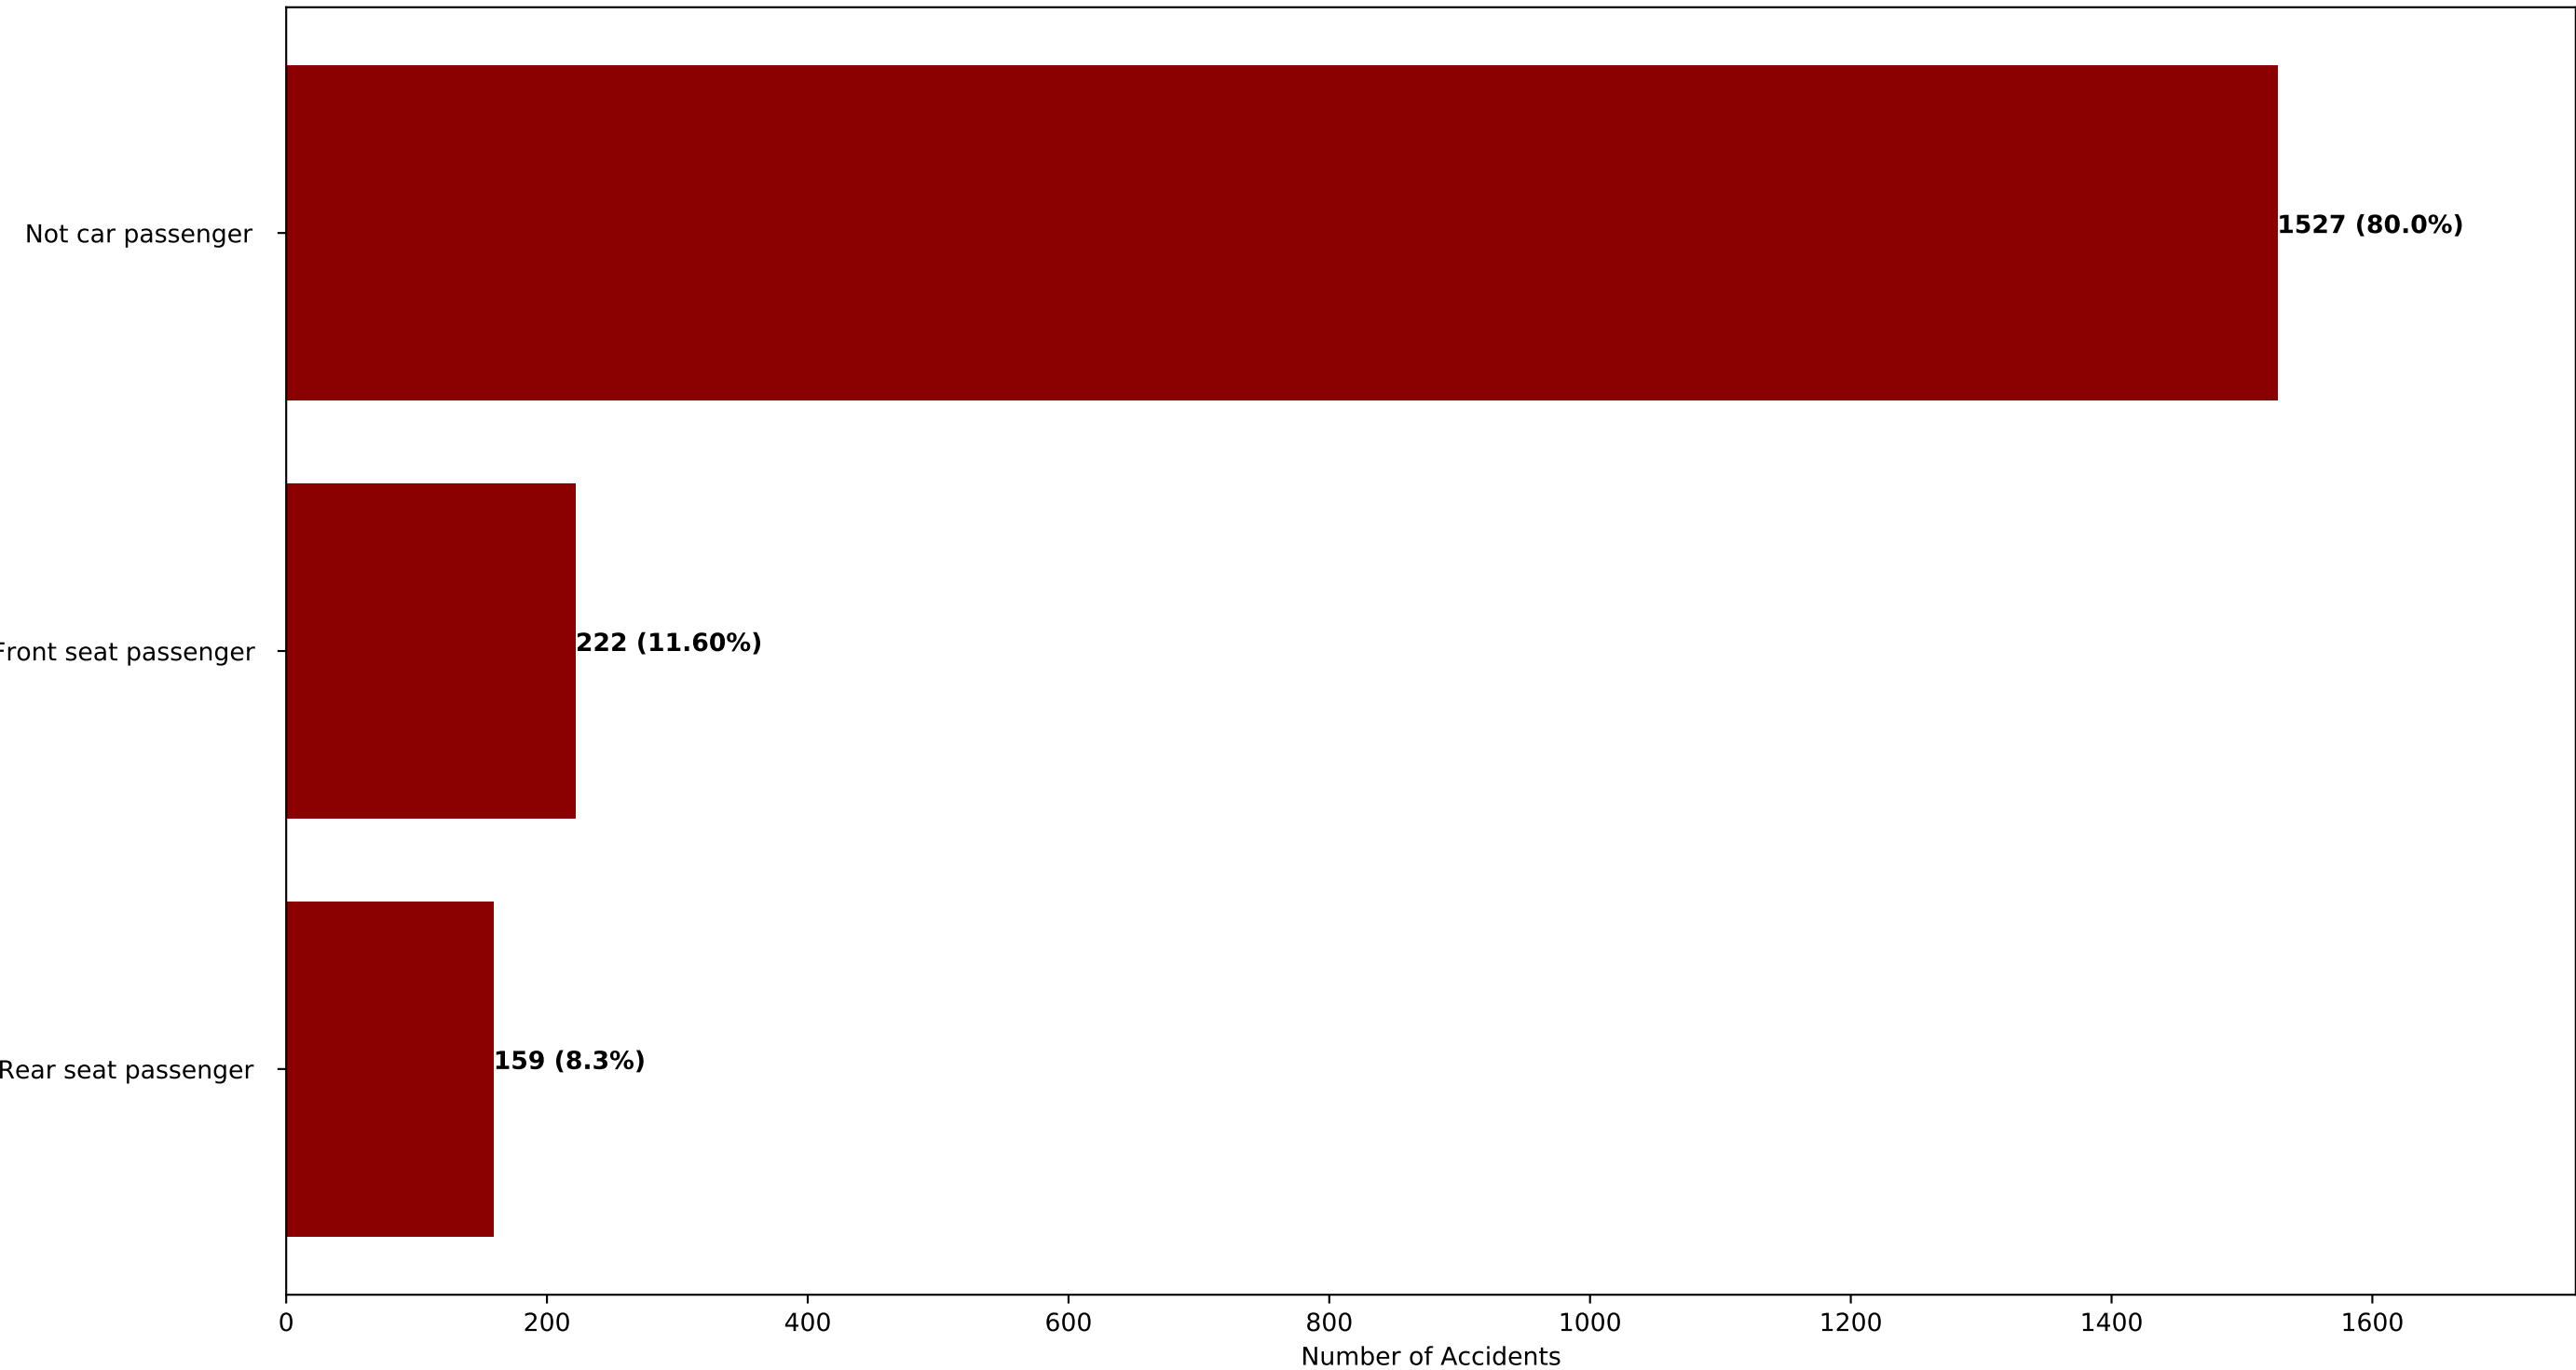 Not car passenger
1527 (80.0%)
Front seat passenger
222 (11.60%)
Rear seat passenger
159 (8.3%)
0 200 400 600 800 1000 1200 1400 1600
Number of Accidents